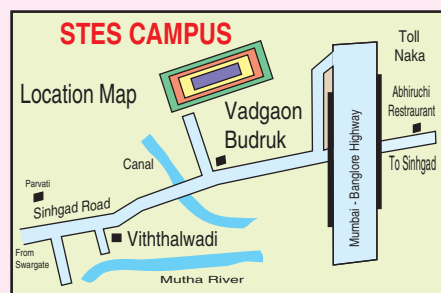 STES CAMPUS
Location Map
Toll
Naka
Abhiruchi
Restraurant
Vadgaon
Budruk
Canal
Mumbai - Banglore Highway
To Sinhgad
Parvati
Sinhgad Road
Viththalwadi
From
Swargate
Mutha River